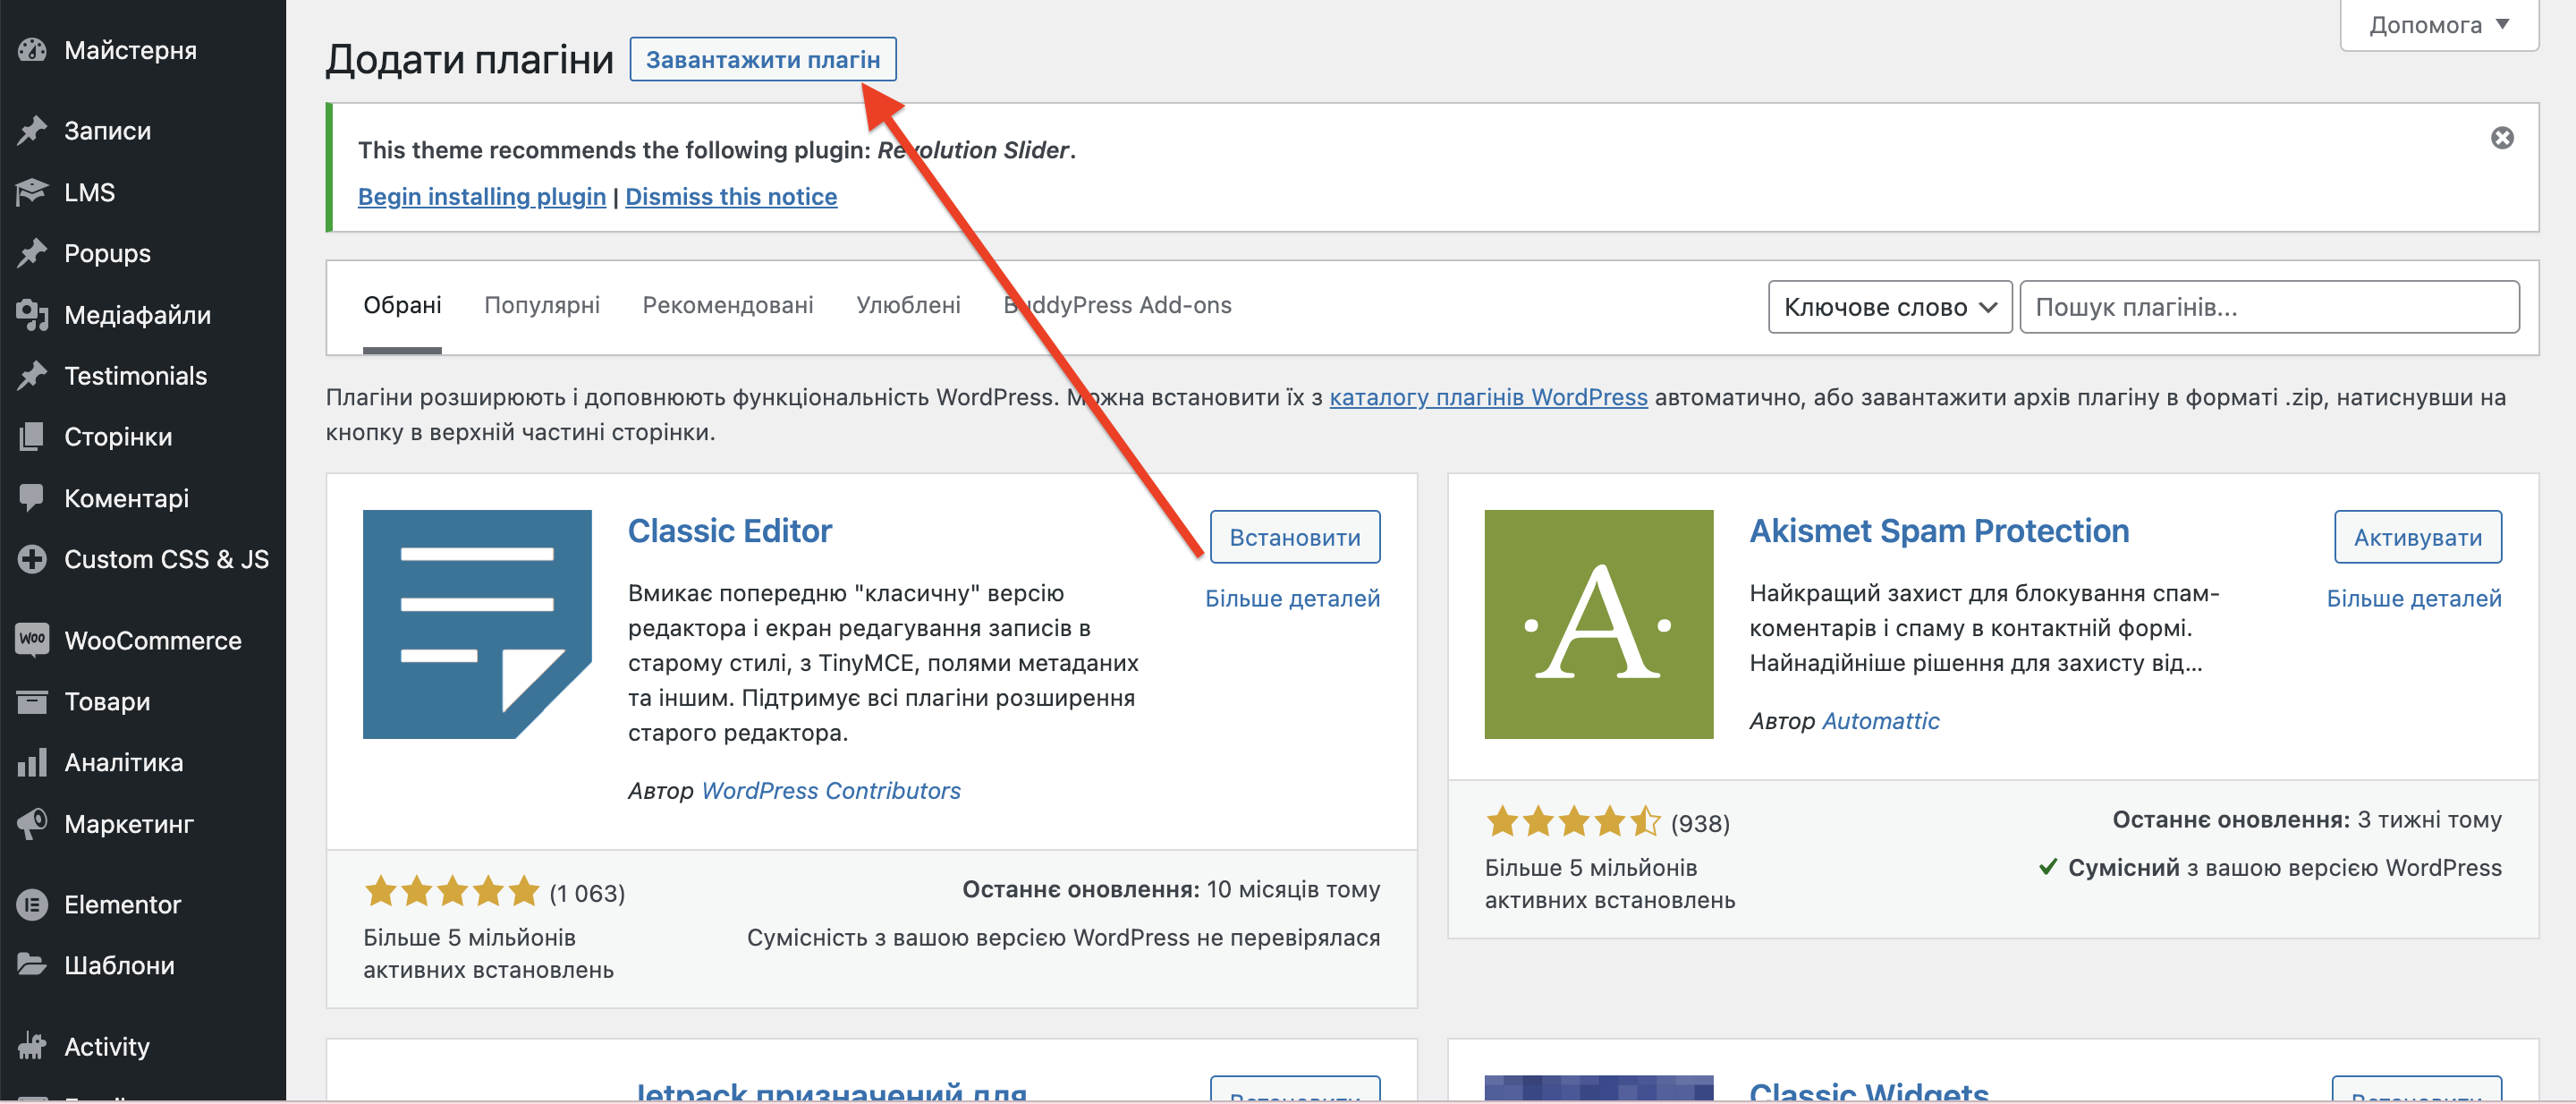 Майстерня
Записи
LMS
Popups
Медіафайли
Testimonials
Сторінки
Коментарі
Custom CSS & JS
WooCommerce
Товари
Аналітика
Маркетинг
Elementor
Шаблони
Activity
Допомога
Додати плагіни
Завантажити плагін
This theme recommends the following plugin: Revolution Slider.
Begin installing plugin | Dismiss this notice
Обрані Популярні Рекомендовані Улюблені BuddyPress Add-ons
Ключове слово Пошук плагінів...
Плагіни розширюють і доповнюють функціональність WordPress. Можна встановити їх з каталогу плагінів WordPress автоматично, або завантажити архів плагіну в форматі .zip, натиснувши на
кнопку в верхній частині сторінки.
Classic Editor
Встановити
Більше деталей
Вмикає попередню "класичну" версію
редактора і екран редагування записів в
старому стилі, з TinyMCE, полями метаданих
та іншим. Підтримує всі плагіни розширення
старого редактора.
Автор WordPress Contributors
(1 063)
Більше 5 мільйонів
активних встановлень
Останнє оновлення: 10 місяців тому
Сумісність з вашою версією WordPress не перевірялася
A
Akismet Spam Protection
Активувати
Більше деталей
Найкращий захист для блокування спам-
коментарів і спаму в контактній формі.
Найнадійніше рішення для захисту від...
Автор Automattic
(938)
Більше 5 мільйонів
активних встановлень
Останнє оновлення: 3 тижні тому
Сумісний з вашою версією WordPress
Jetpack призначений для
Встановити
Classic Widgets
Встановити